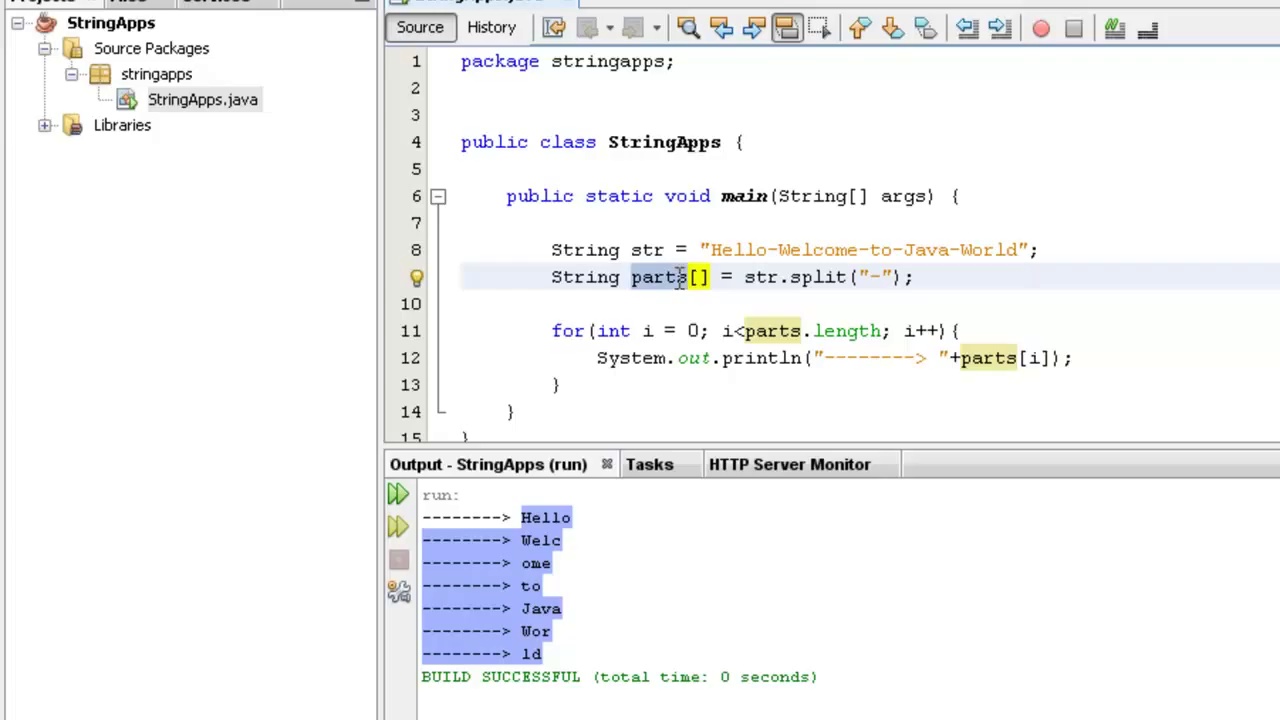 StringApps
Source Packages
stringapps
StringApps.java
Libraries
Source History
1 package stringapps;
2
3
4 public class StringApps {
5
6 public static void main(String[] args) {
7
8 String str = "Hello-Welcome-to-Java-World";
String parts[] = str.split("-");
10
11 for(int i = 0; i<parts.length; i++){
12 System.out.println("--------> "+parts[i]);
13 }
14 }
15 }
Output - StringApps (run) Tasks HTTP Server Monitor
run:
--------> Hello
--------> Welc
--------> ome
--------> to
--------> Java
--------> Wor
--------> ld
BUILD SUCCESSFUL (total time: 0 seconds)